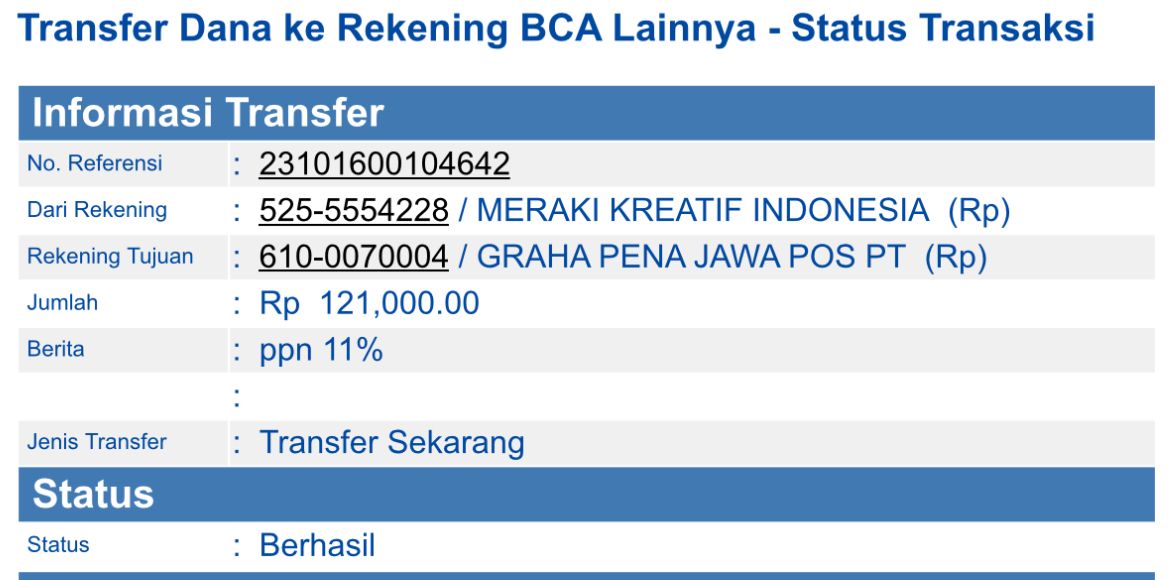 Transfer Dana ke Rekening BCA Lainnya - Status Transaksi
Informasi Transfer
No. Referensi : 23101600104642
Dari Rekening : 525-5554228 / MERAKI KREATIF INDONESIA (Rp)
Rekening Tujuan : 610-0070004 / GRAHA PENA JAWA POS PT (Rp)
Jumlah : Rp 121,000.00
Berita : ppn 11%
:
Jenis Transfer : Transfer Sekarang
Status
Status : Berhasil